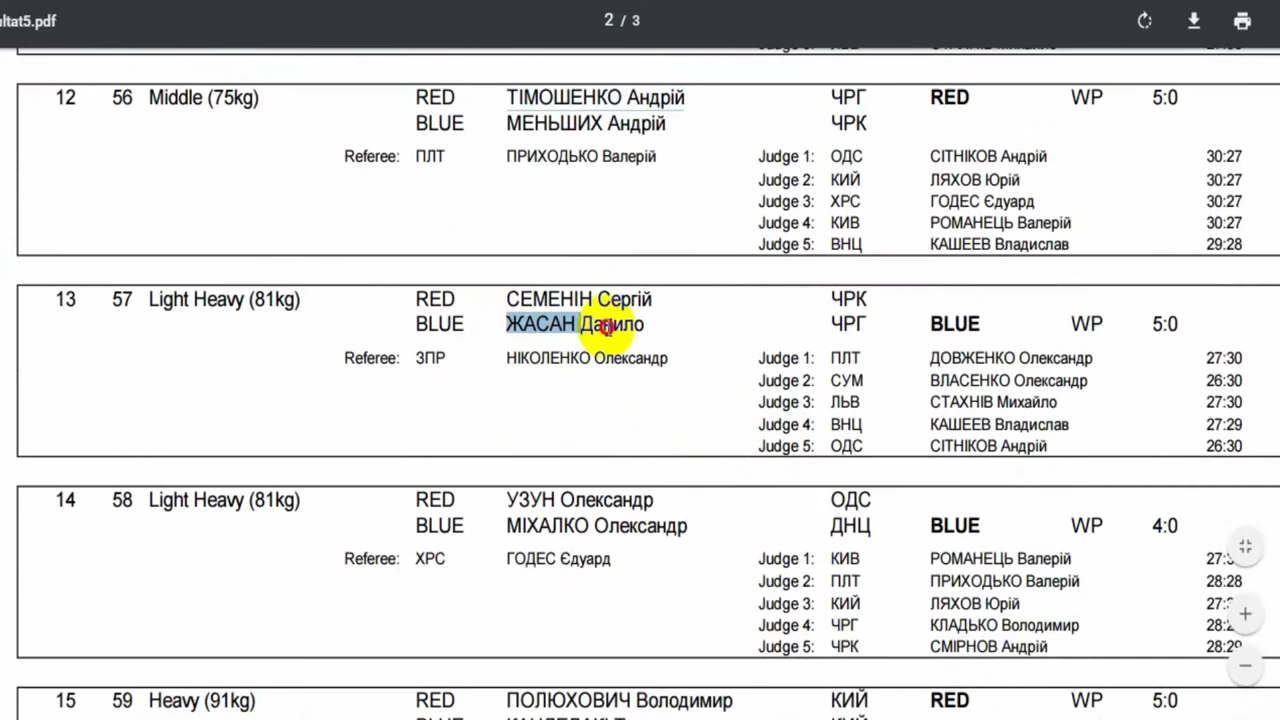 ltat5.pdf 2 / 3
12 56 Middle (75kg) RED ТІМОШЕНКО Андрій ЧРГ RED WP 5:0
BLUE МЕНЬШИХ Андрій ЧРК
Referee: ПЛТ ПРИХОДЬКО Валерій Judge 1: ОДС СІТНІКОВ Андрій 30:27
Judge 2: КИЙ ЛЯХОВ Юрій 30:27
Judge 3: ХРС ГОДЕС Єдуард 30:27
Judge 4: КИВ РОМАНЕЦЬ Валерій 30:27
Judge 5: ВНЦ КАШЕЕВ Владислав 29:28
13 57 Light Heavy (81kg) RED СЕМЕНІН Сергій ЧРК
BLUE ЖАСАН Данило ЧРГ BLUE WP 5:0
Referee: ЗПР НІКОЛЕНКО Олександр Judge 1: ПЛТ ДОВЖЕНКО Олександр 27:30
Judge 2: СУМ ВЛАСЕНКО Олександр 26:30
Judge 3: ЛЬВ СТАХНІВ Михайло 27:30
Judge 4: ВНЦ КАШЕЕВ Владислав 27:29
Judge 5: ОДС СІТНІКОВ Андрій 26:30
14 58 Light Heavy (81kg) RED УЗУН Олександр ОДС
BLUE МІХАЛКО Олександр ДНЦ BLUE WP 4:0
Referee: ХРС ГОДЕС Єдуард Judge 1: КИВ РОМАНЕЦЬ Валерій
Judge 2: ПЛТ ПРИХОДЬКО Валерій 28:28
Judge 3: КИЙ ЛЯХОВ Юрій
Judge 4: ЧРГ КЛАДЬКО Володимир
Judge 5: ЧРК СМІРНОВ Андрій 28:29
15 59 Heavy (91kg) RED ПОЛЮХОВИЧ Володимир КИЙ RED WP 5:0